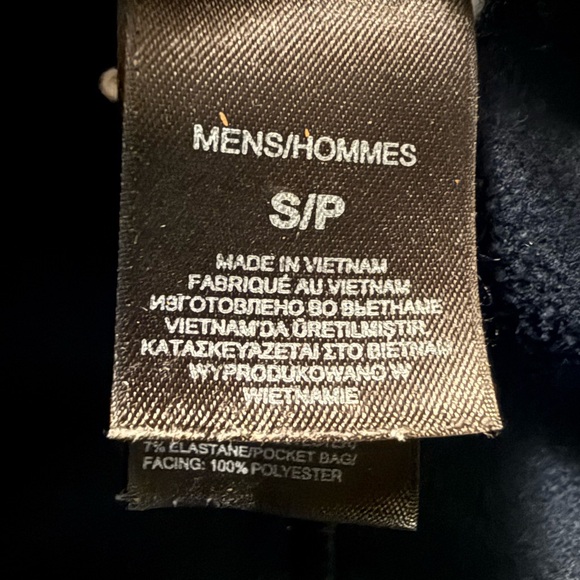 MENS/HOMMES
S/P
MADE IN VIETNAM
FABRIQUÉ AU VIETNAM
ИЗГОТОВЛЕНО ВО ВЬЕТНАМЕ
VIETNAM'DA ÜRETILMISTIR.
ΚΑΤΑΣΚΕΥΑΖΕΤΑΙ ΣΤΟ ΒΙΕΤΝΑΜ
WYPRODUKOWANO W
WIETNAMIE
7% ELASTANE/POCKET BAG/
FACING: 100% POLYESTER